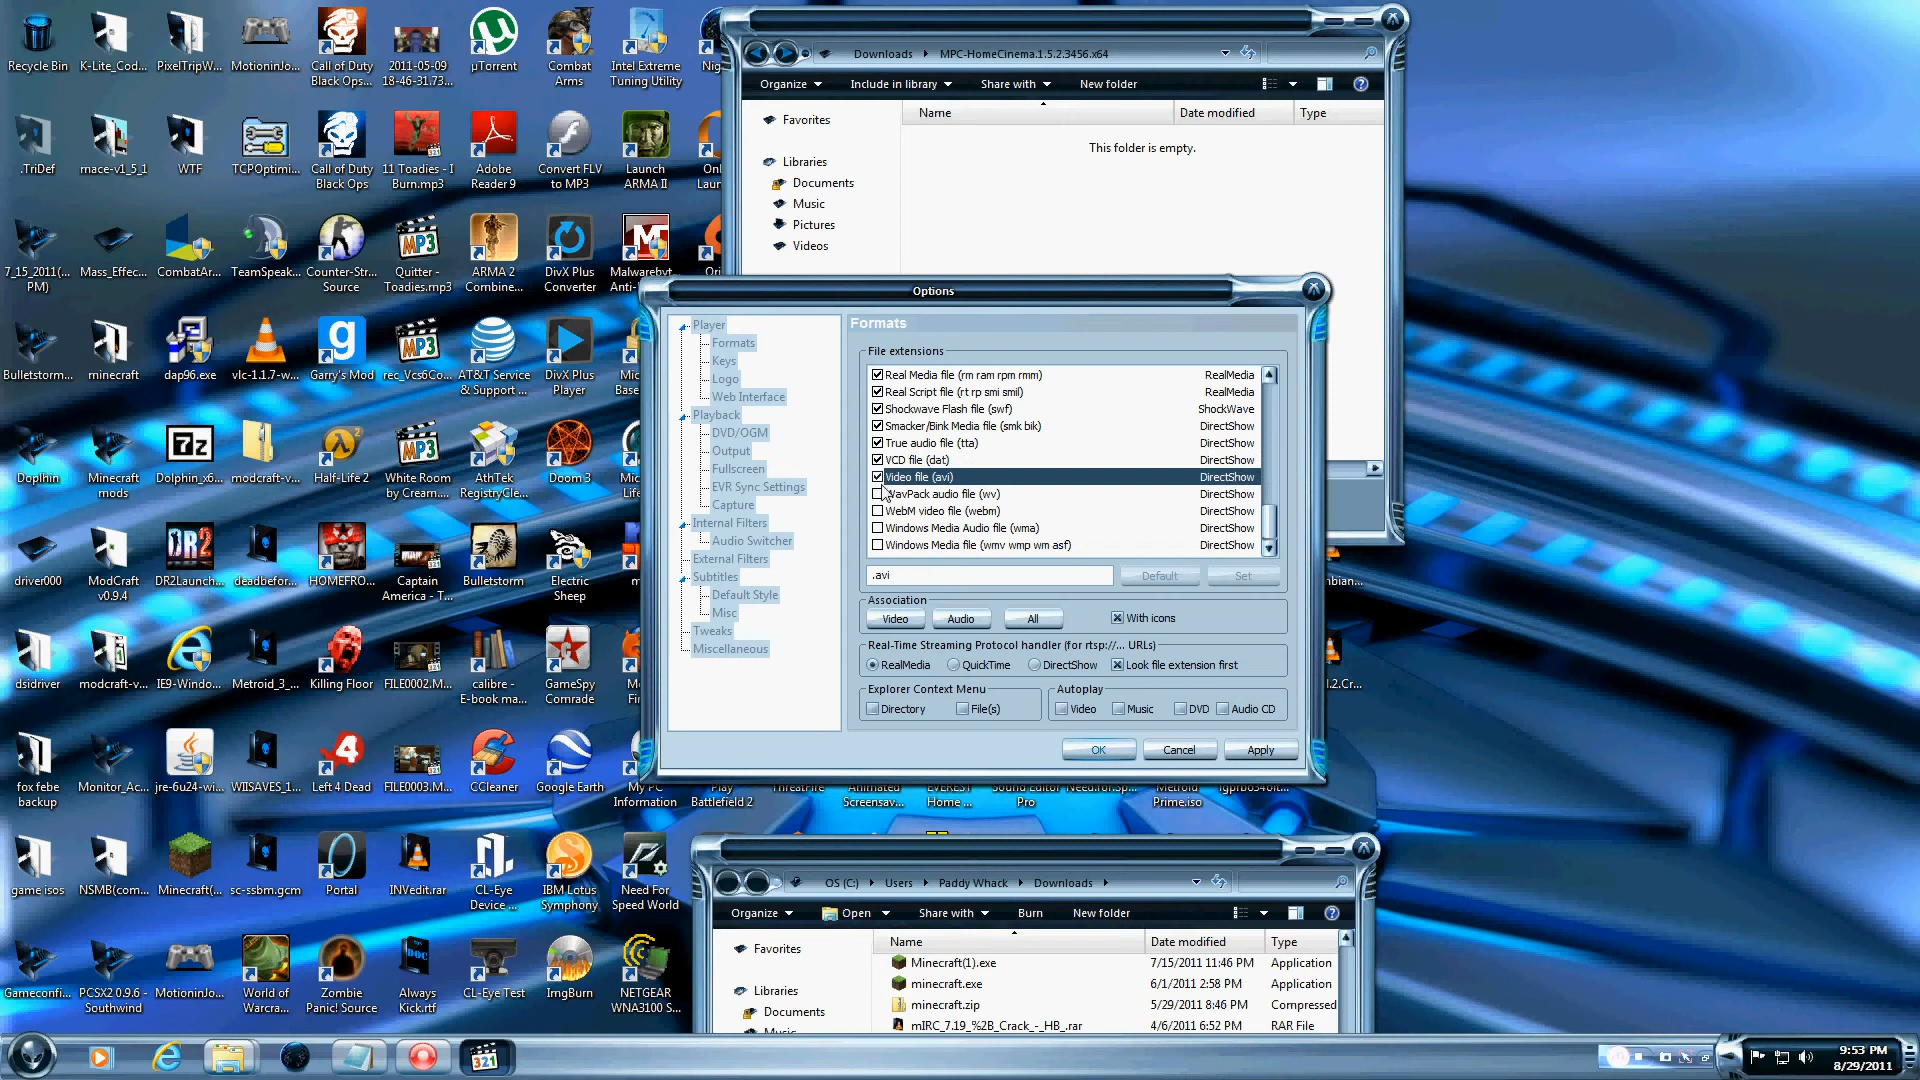 Recycle Bin
K-Lite_Cod...
PixelTripW...
MotioninJo...
Call of Duty Black Ops...
2011-05-09 18-46-31.73...
µTorrent
Combat Arms
Intel Extreme Tuning Utility
.TriDef
mace-v1_5_1
WTF
TCPOptimi...
Call of Duty Black Ops
11 Toadies - I Burn.mp3
Adobe Reader 9
Convert FLV to MP3
Launch ARMA II
7_15_2011(... PM)
Mass_Effec...
CombatAr...
TeamSpeak...
Counter-Str... Source
Quitter - Toadies.mp3
ARMA 2 Combine...
DivX Plus Converter
Malwarebyt... Anti-
Bulletstorm...
minecraft
dap96.exe
vlc-1.1.7-w...
Garry's Mod
rec_Vcs6Co...
AT&T Service & Support ...
DivX Plus Player
Doplhin
Minecraft mods
Dolphin_x6...
modcraft-v...
Half-Life 2
White Room by Cream....
AthTek RegistryCle...
Doom 3
driver000
ModCraft v0.9.4
DR2Launch...
deadbefor...
HOMEFRO...
Captain America - T...
Bulletstorm
Electric Sheep
dsidriver
modcraft-v...
IE9-Windo...
Metroid_3_...
Killing Floor
FILE0002.M...
calibre - E-book ma...
GameSpy Comrade
fox febe backup
Monitor_Ac...
jre-6u24-wi...
WIISAVES_1...
Left 4 Dead
FILE0003.M...
CCleaner
Google Earth
My PC Information
Play Battlefield 2
ThreatFire
Animated Screensav...
EVEREST Home ...
Sound Editor Pro
Need.for.Sp...
Metroid Prime.iso
game isos
NSMB(com...
Minecraft(...
sc-ssbm.gcm
Portal
INVedit.rar
CL-Eye Device ...
IBM Lotus Symphony
Need For Speed World
Gameconfi...
PCSX2 0.9.6 - Southwind
MotioninJo...
World of Warcra...
Zombie Panic! Source
Always Kick.rtf
CL-Eye Test
ImgBurn
NETGEAR WNA3100 S...
Downloads
MPC-HomeCinema.1.5.2.3456.x64
Organize
Include in library
Share with
New folder
Name
Date modified
Type
Favorites
This folder is empty.
Libraries
Documents
Music
Pictures
Videos
Options
Player
Formats
Keys
Logo
Web Interface
Playback
DVD/OGM
Output
Fullscreen
EVR Sync Settings
Capture
Internal Filters
Audio Switcher
External Filters
Subtitles
Default Style
Misc
Tweaks
Miscellaneous
Formats
File extensions
Real Media file (rm ram rpm rmm) RealMedia
Real Script file (rt rp smi smil) RealMedia
Shockwave Flash file (swf) ShockWave
Smacker/Bink Media file (smk bik) DirectShow
True audio file (tta) DirectShow
VCD file (dat) DirectShow
Video file (avi) DirectShow
WavPack audio file (wv) DirectShow
WebM video file (webm) DirectShow
Windows Media Audio file (wma) DirectShow
Windows Media file (wmv wmp wm asf) DirectShow
.avi
Default
Set
Association
Video
Audio
All
With icons
Real-Time Streaming Protocol handler (for rtsp://... URLs)
RealMedia
QuickTime
DirectShow
Look file extension first
Explorer Context Menu
Directory
File(s)
Autoplay
Video
Music
DVD
Audio CD
OK
Cancel
Apply
OS (C:)
Users
Paddy Whack
Downloads
Organize
Open
Share with
Burn
New folder
Name
Date modified
Type
Favorites
Libraries
Documents
Music
Minecraft(1).exe 7/15/2011 11:46 PM Application
minecraft.exe 6/1/2011 2:58 PM Application
minecraft.zip 5/29/2011 8:46 PM Compressed
mIRC_7.19_%2B_Crack_-_HB_.rar 4/6/2011 6:52 PM RAR File
9:53 PM
8/29/2011